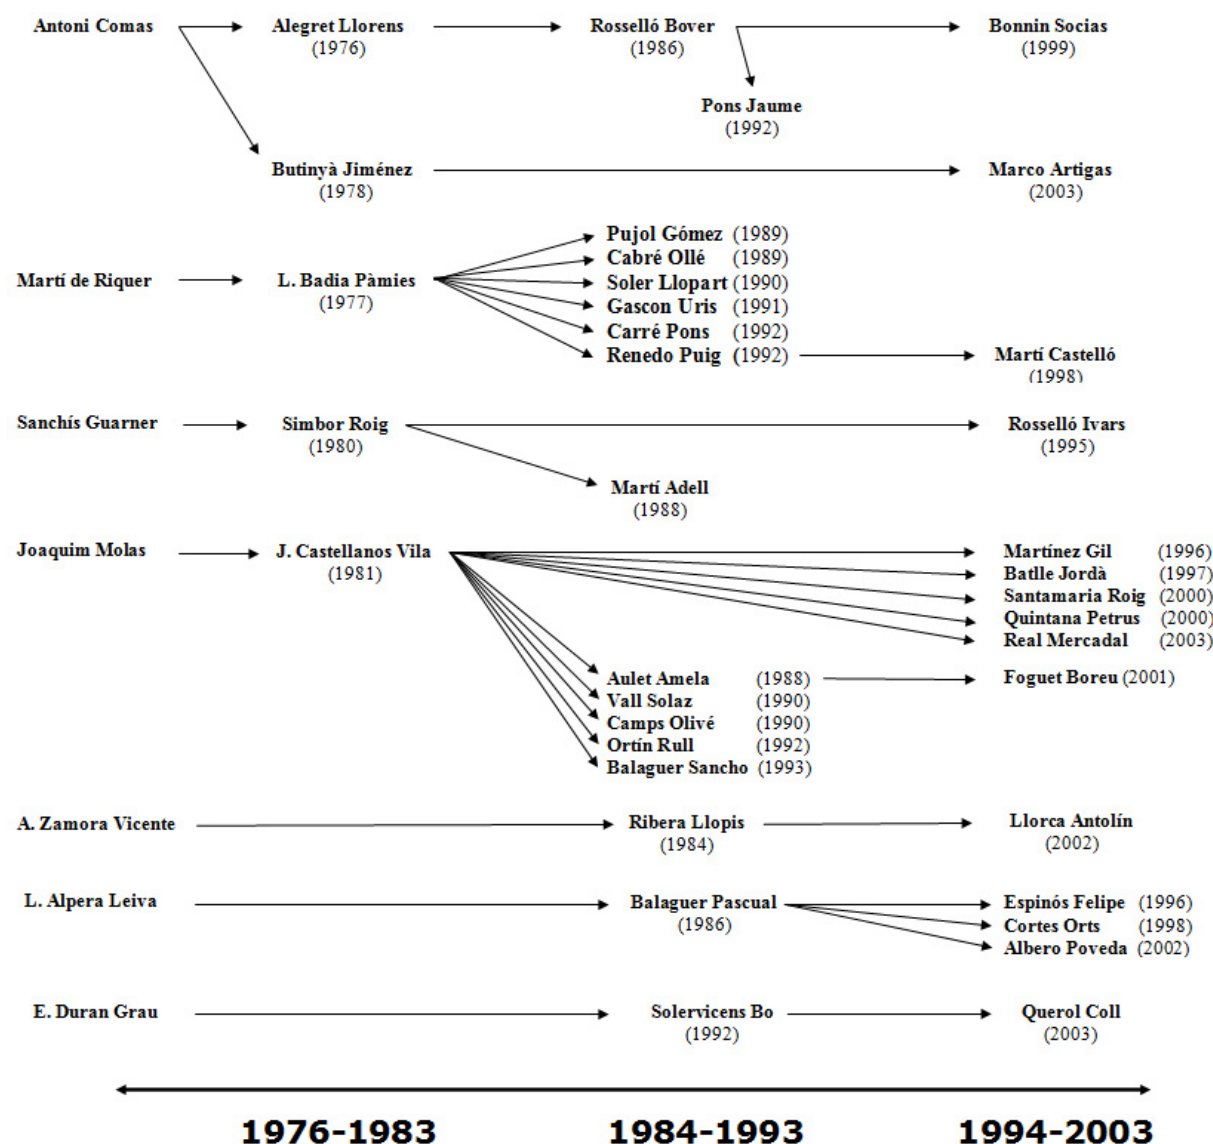 Antoni Comas Alegret Llorens Rosselló Bover Bonnin Socias
(1976) (1986) (1999)
Pons Jaume
(1992)
Butinyà Jiménez Marco Artigas
(1978) (2003)
Pujol Gómez (1989)
Cabré Ollé (1989)
Martí de Riquer L. Badia Pàmies Soler Llopart (1990)
(1977) Gascon Uris (1991)
Carré Pons (1992)
Renedo Puig (1992) Martí Castelló
(1998)
Sanchís Guarner Simbor Roig Rosselló Ivars
(1980) (1995)
Martí Adell
(1988)
Joaquim Molas J. Castellanos Vila Martínez Gil (1996)
(1981) Batlle Jordà (1997)
Santamaria Roig (2000)
Quintana Petrus (2000)
Real Mercadal (2003)
Aulet Amela (1988) Foguet Boreu (2001)
Vall Solaz (1990)
Camps Olivé (1990)
Ortín Rull (1992)
Balaguer Sancho (1993)
A. Zamora Vicente Ribera Llopis Llorca Antolín
(1984) (2002)
L. Alpera Leiva Balaguer Pascual Espinós Felipe (1996)
(1986) Cortes Orts (1998)
Albero Poveda (2002)
E. Duran Grau Solervicens Bo Querol Coll
(1992) (2003)
1976-1983 1984-1993 1994-2003